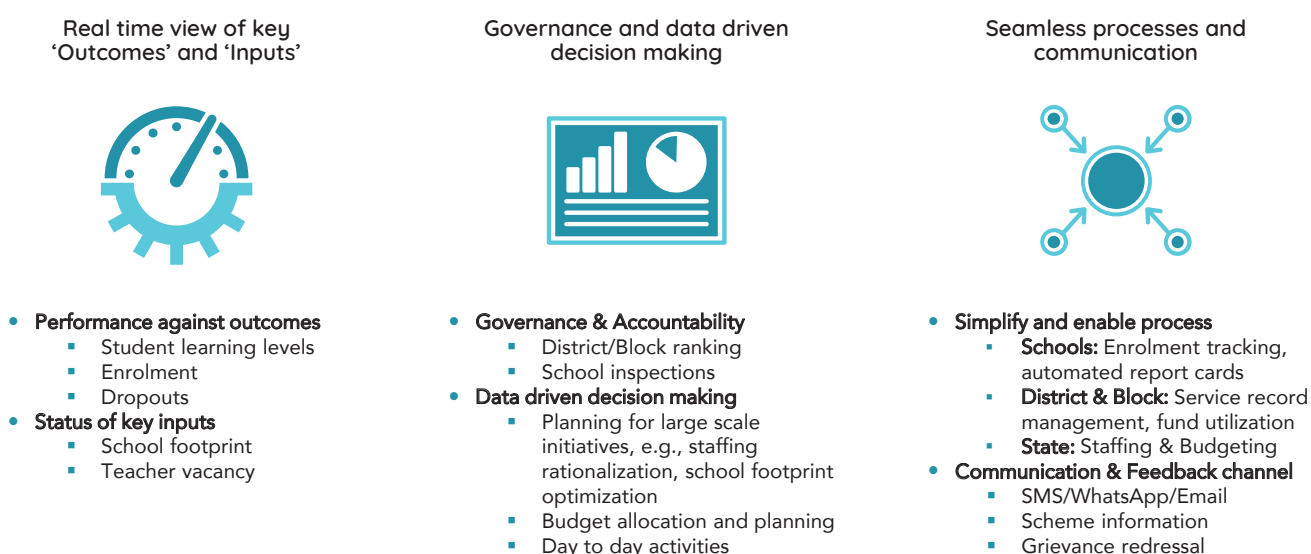 Real time view of key
‘Outcomes’ and ‘Inputs’
• Performance against outcomes
▪ Student learning levels
▪ Enrolment
▪ Dropouts
• Status of key inputs
▪ School footprint
▪ Teacher vacancy
Governance and data driven
decision making
• Governance & Accountability
▪ District/Block ranking
▪ School inspections
• Data driven decision making
▪ Planning for large scale
initiatives, e.g., staffing
rationalization, school footprint
optimization
▪ Budget allocation and planning
▪ Day to day activities
Seamless processes and
communication
• Simplify and enable process
▪ Schools: Enrolment tracking,
automated report cards
▪ District & Block: Service record
management, fund utilization
▪ State: Staffing & Budgeting
• Communication & Feedback channel
▪ SMS/WhatsApp/Email
▪ Scheme information
▪ Grievance redressal